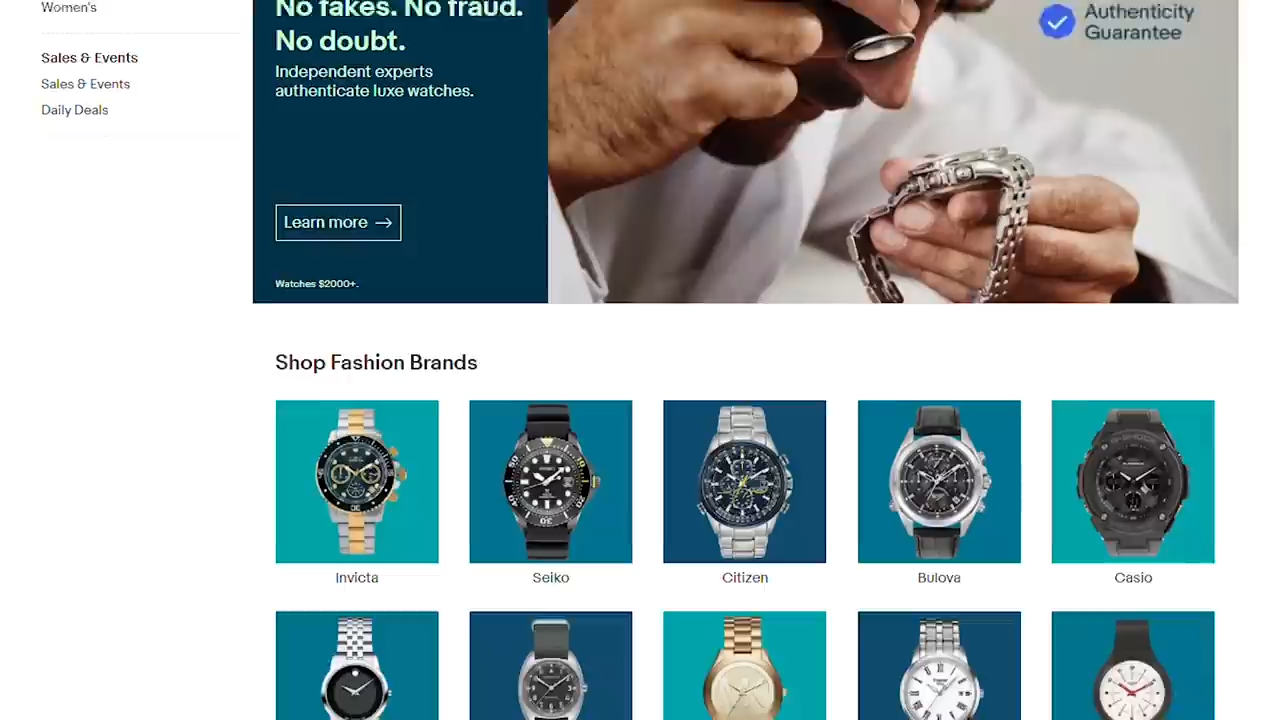 Women's
Sales & Events
Sales & Events
Daily Deals
No fakes. No fraud.
No doubt.
Independent experts
authenticate luxe watches.
Learn more →
Watches $2000+.
Authenticity
Guarantee
Shop Fashion Brands
Invicta
Seiko
Citizen
Bulova
Casio